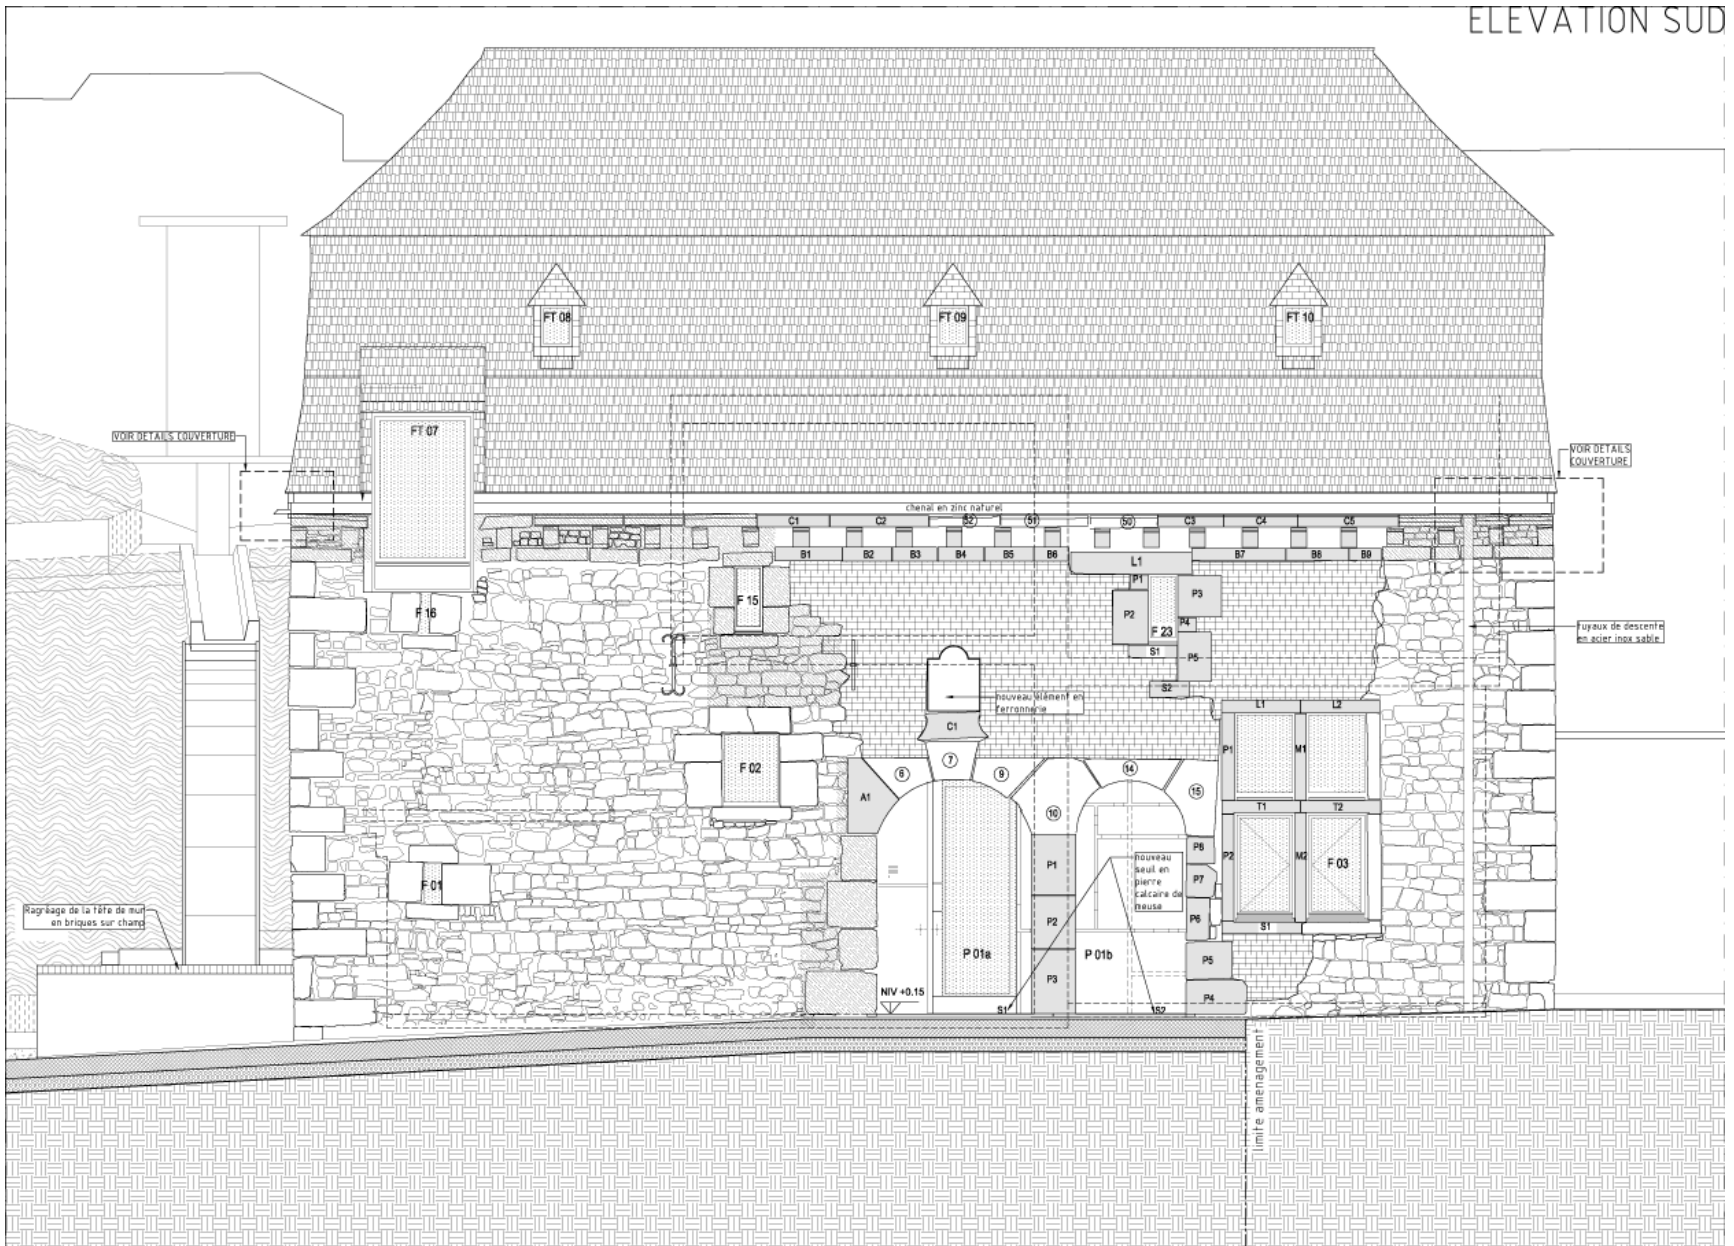 ELEVATION SUD
FT 08
FT 09
FT 10
FT 07
VOIR DETAILS COUVERTURE
VOIR DETAILS
COUVERTURE
chenal en zinc naturel
C1
C2
52
51
50
C3
C4
C5
B1
B2
B3
B4
B5
B6
L1
B7
B8
B9
F 16
F 15
P1
P2
P3
P4
F 23
S1
P5
S2
tuyaux de descente
en acier inox sablé
nouveau élément en
ferronnerie
C1
L1
L2
P1
M1
F 02
7
6
9
14
15
A1
10
T1
T2
P1
P8
P2
M2
F 03
nouveau
seuil en
pierre
calcaire de
meuse
P7
F 01
P2
P6
S1
Ragréage de la tête de mur
en briques sur champ
P 01a
P3
P 01b
P5
NIV +0.15
P4
S1
S2
limite aménagement